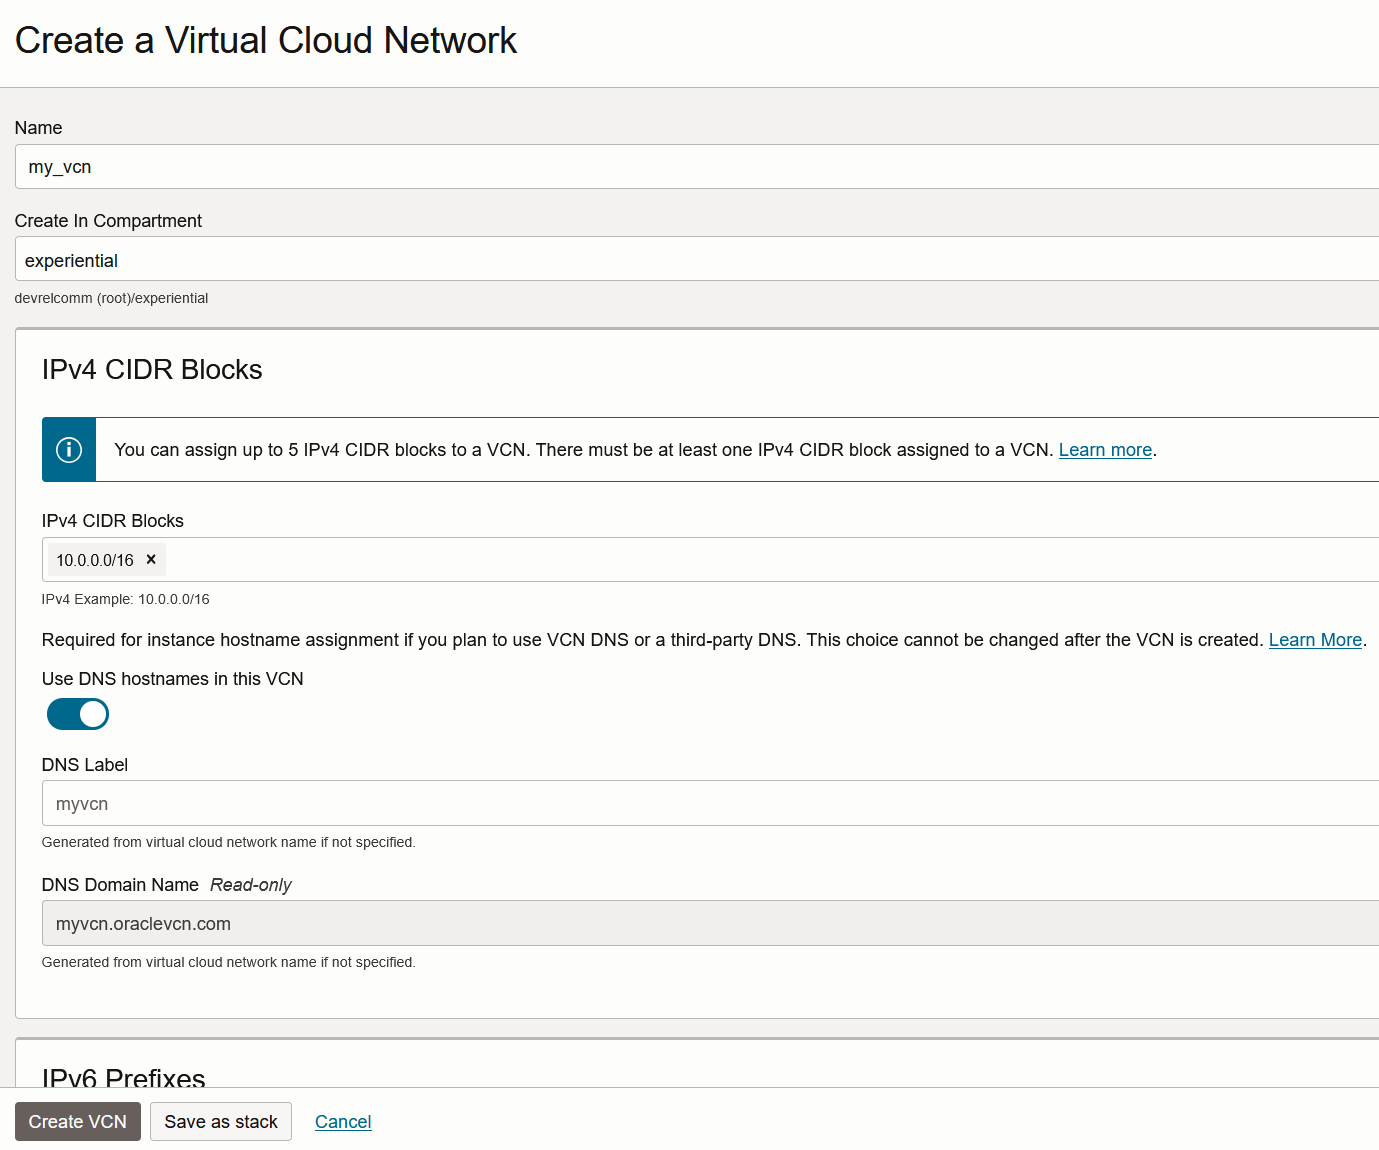 Create a Virtual Cloud Network
Name
my_vcn
Create In Compartment
experiential
devrelcomm (root)/experiential
IPv4 CIDR Blocks
You can assign up to 5 IPv4 CIDR blocks to a VCN. There must be at least one IPv4 CIDR block assigned to a VCN. Learn more.
IPv4 CIDR Blocks
10.0.0.0/16 ×
IPv4 Example: 10.0.0.0/16
Required for instance hostname assignment if you plan to use VCN DNS or a third-party DNS. This choice cannot be changed after the VCN is created. Learn More.
Use DNS hostnames in this VCN
DNS Label
myvcn
Generated from virtual cloud network name if not specified.
DNS Domain Name Read-only
myvcn.oraclevcn.com
Generated from virtual cloud network name if not specified.
IPv6 Prefixes
Create VCN Save as stack Cancel